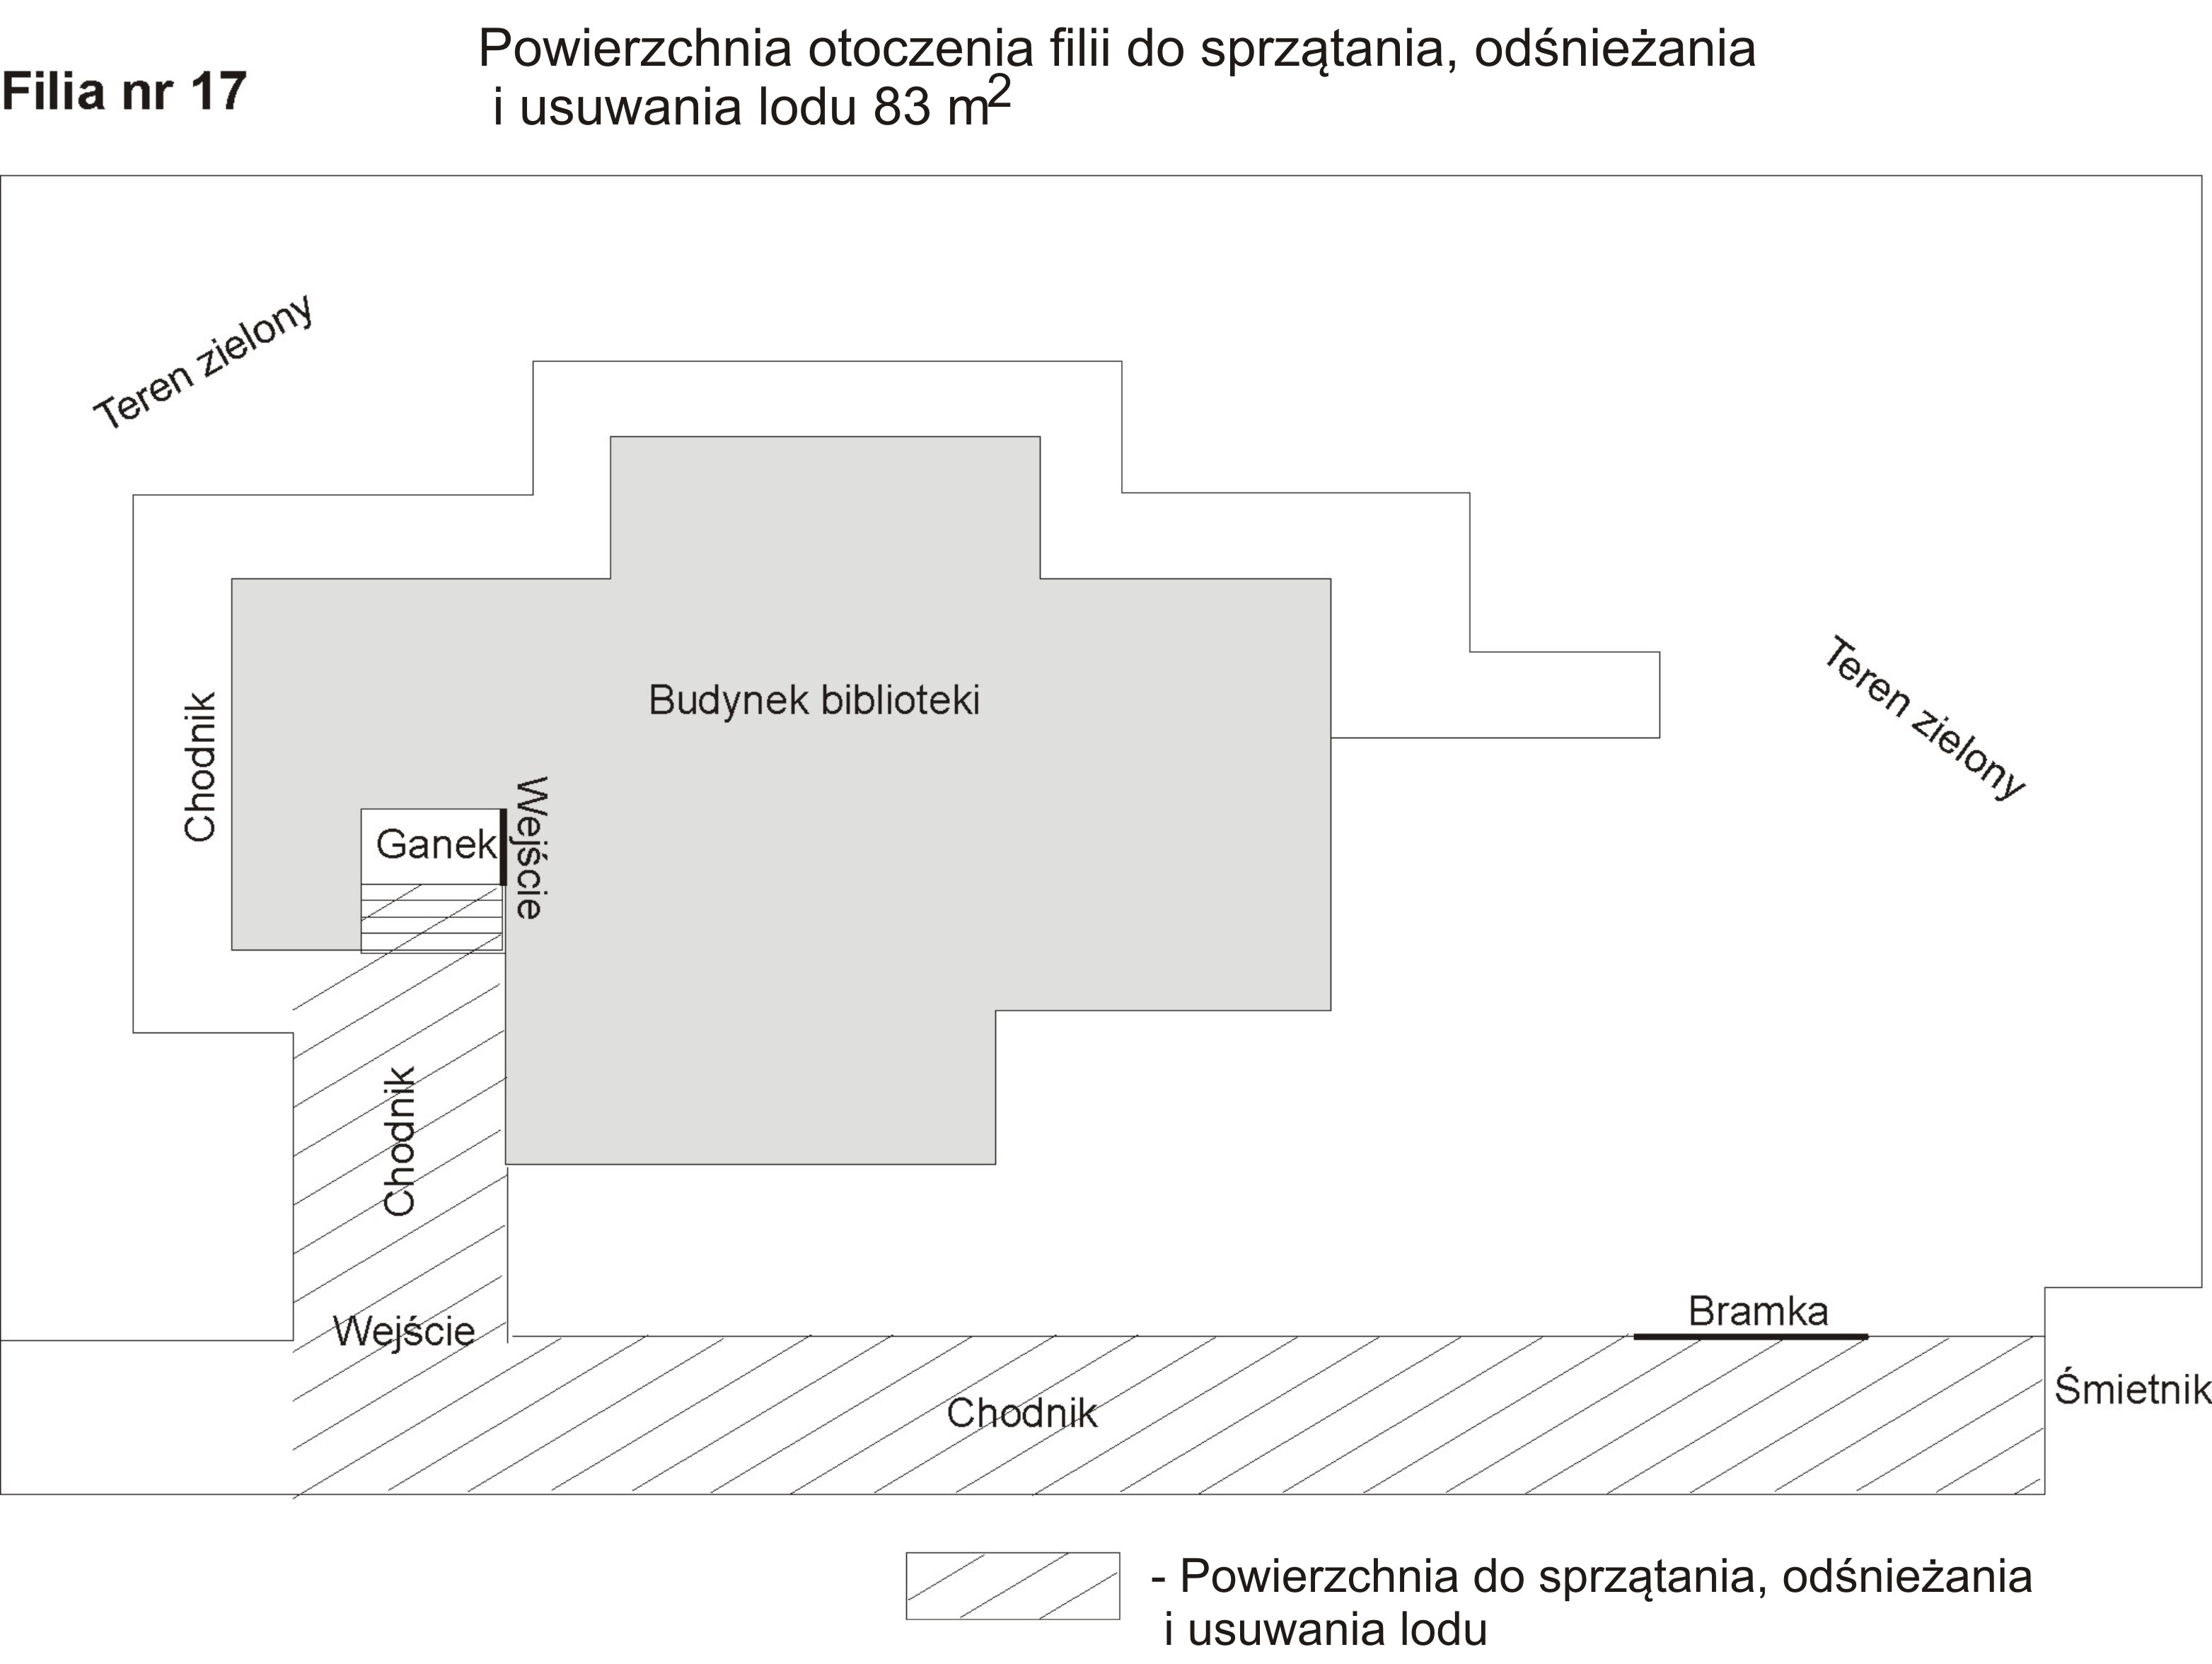 Filia nr 17
Powierzchnia otoczenia filii do sprzątania, odśnieżania
i usuwania lodu 83 m²
Teren zielony
Teren zielony
Budynek biblioteki
Chodnik
Ganek
Wejście
Chodnik
Wejście
Bramka
Śmietnik
Chodnik
- Powierzchnia do sprzątania, odśnieżania
i usuwania lodu